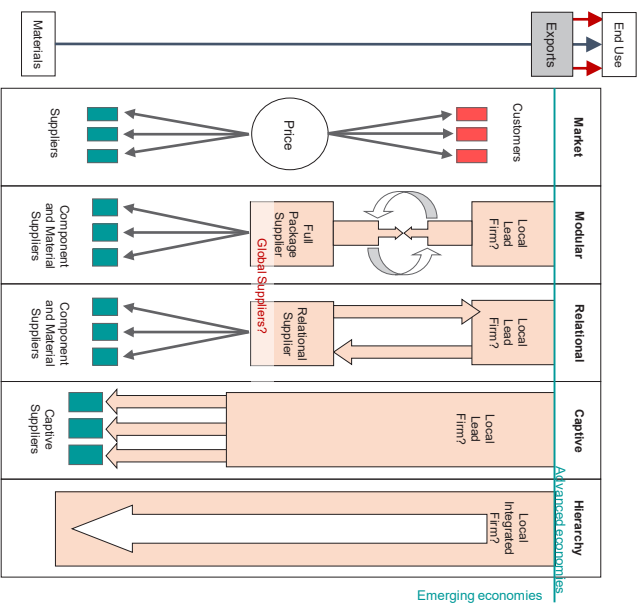 End Use
Exports
Materials
Market
Customers
Price
Suppliers
Modular
Local
Lead
Firm?
Full
Package
Supplier
Component
and Material
Suppliers
Global Suppliers?
Relational
Local
Lead
Firm?
Relational
Supplier
Component
and Material
Suppliers
Captive
Local
Lead
Firm?
Captive
Suppliers
Hierarchy
Local
Integrated
Firm?
Advanced economies
Emerging economies